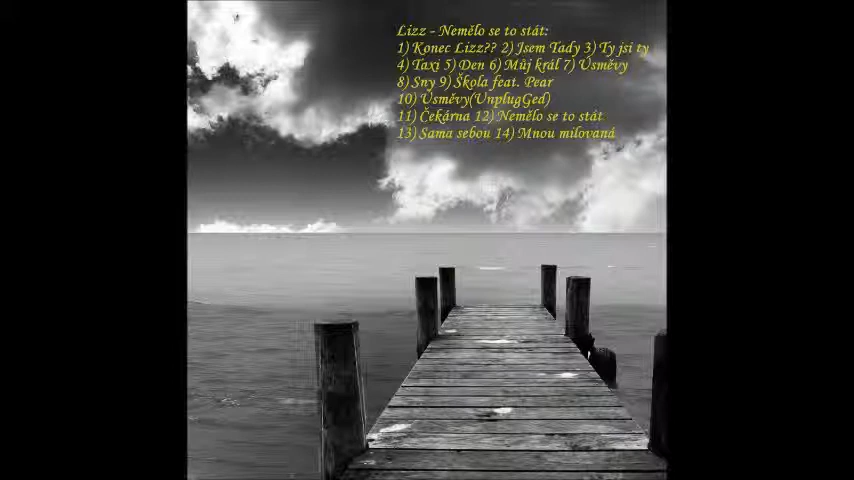 Lizz - Nemělo se to stát:
1) Konec Lizz?? 2) Jsem Tady 3) Ty jsi ty
4) Taxi 5) Den 6) Můj král 7) Úsměvy
8) Sny 9) Škola feat. Pear
10) Úsměvy(UnplugGed)
11) Čekárna 12) Nemělo se to stát
13) Sama sebou 14) Mnou milovaná